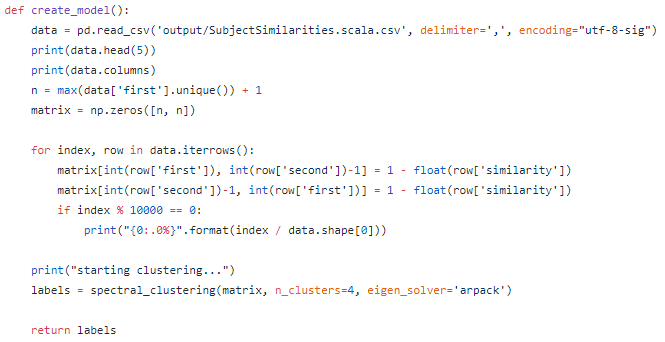 def create_model():
    data = pd.read_csv('output/SubjectSimilarities.scala.csv', delimiter=',', encoding="utf-8-sig")
    print(data.head(5))
    print(data.columns)
    n = max(data['first'].unique()) + 1
    matrix = np.zeros([n, n])
    for index, row in data.iterrows():
        matrix[int(row['first']), int(row['second'])-1] = 1 - float(row['similarity'])
        matrix[int(row['second'])-1, int(row['first'])] = 1 - float(row['similarity'])
        if index % 10000 == 0:
            print("{0:.0%}".format(index / data.shape[0]))
    print("starting clustering...")
    labels = spectral_clustering(matrix, n_clusters=4, eigen_solver='arpack')
    return labels